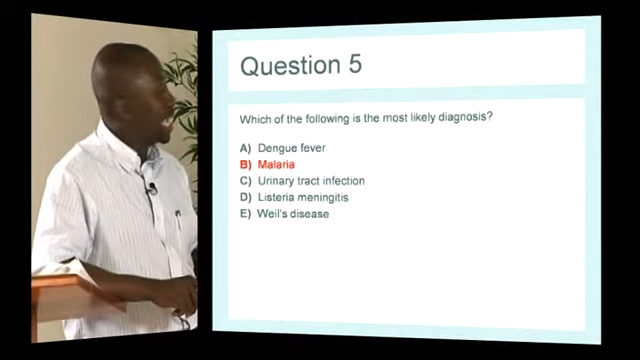 Question 5
Which of the following is the most likely diagnosis?
A) Dengue fever
B) Malaria
C) Urinary tract infection
D) Listeria meningitis
E) Weil's disease